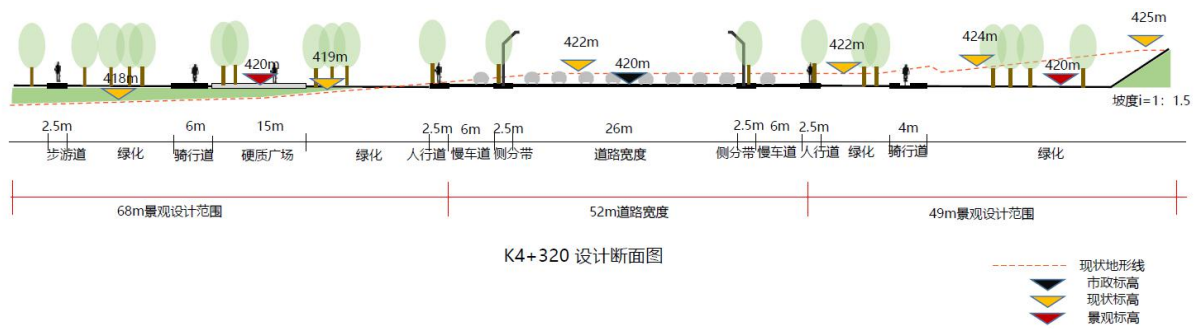 425m
422m
420m
422m
424m
420m
419m
418m
420m
坡度i=1：1.5
2.5m
6m
15m
2.5m
6m
2.5m
26m
2.5m
6m
2.5m
4m
步游道
绿化
骑行道
硬质广场
绿化
人行道
慢车道
侧分带
道路宽度
侧分带
慢车道
人行道
绿化
骑行道
绿化
68m景观设计范围
52m道路宽度
49m景观设计范围
K4+320 设计断面图
现状地形线
市政标高
现状标高
景观标高